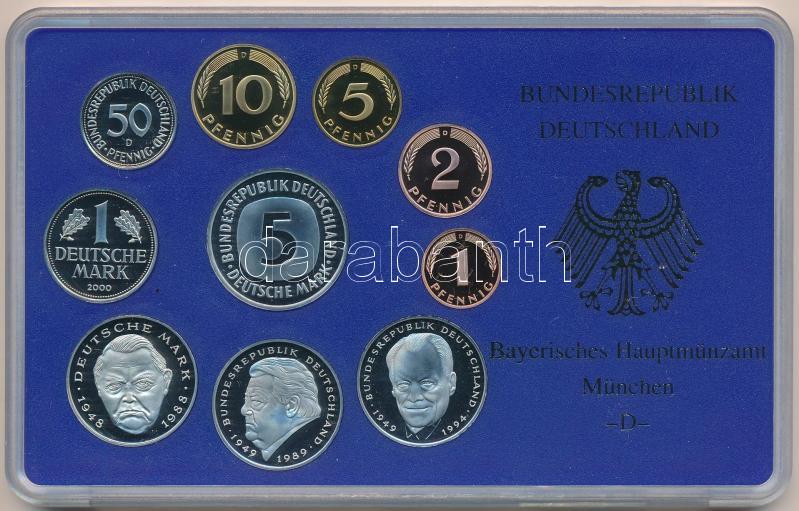 BUNDESREPUBLIK DEUTSCHLAND
50
D
· PFENNIG ·
D
10
PFENNIG
D
5
PFENNIG
BUNDESREPUBLIK
DEUTSCHLAND
D
2
PFENNIG
1
DEUTSCHE
MARK
2000
BUNDESREPUBLIK DEUTSCHLAND
5
· DEUTSCHE MARK ·
D
1
PFENNIG
darabanth
DEUTSCHE MARK
1948 1988
BUNDESREPUBLIK DEUTSCHLAND
· 1949 1989 ·
BUNDESREPUBLIK DEUTSCHLAND
1949 1994
Bayerisches Hauptmünzamt
München
-D-